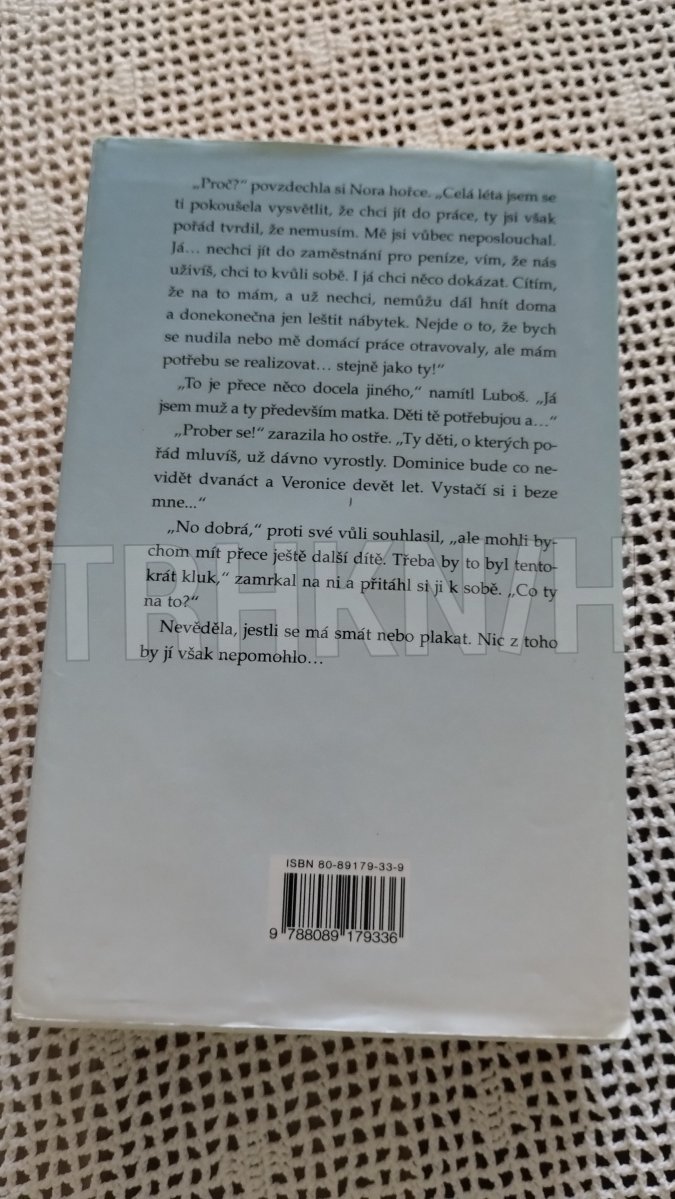 „Proč?“ povzdechla si Nora hořce. „Celá léta jsem se
ti pokoušela vysvětlit, že chci jít do práce, ty jsi však
pořád tvrdil, že nemusím. Mě jsi vůbec neposlouchal.
Já... nechci jít do zaměstnání pro peníze, vím, že nás
uživíš, chci to kvůli sobě. I já chci něco dokázat. Cítím,
že na to mám, a už nechci, nemůžu dál hnít doma
a donekonečna jen leštit nábytek. Nejde o to, že bych
se nudila nebo mě domácí práce otravovaly, ale mám
potřebu se realizovat... stejně jako ty!“
„To je přece něco docela jiného,“ namítl Luboš. „Já
jsem muž a ty především matka. Děti tě potřebujou a...“
„Prober se!“ zarazila ho ostře. „Ty děti, o kterých po-
řád mluvíš, už dávno vyrostly. Dominice bude co ne-
vidět dvanáct a Veronice devět let. Vystačí si i beze
mne...“
„No dobrá,“ proti své vůli souhlasil, „ale mohli by-
chom mít přece ještě další dítě. Třeba by to byl tento-
krát kluk,“ zamrkal na ni a přitáhl si ji k sobě. „Co ty
na to?“
TRHKNIH
Nevěděla, jestli se má smát nebo plakat. Nic z toho
by jí však nepomohlo...
ISBN 80-89179-33-9
9 788089 179336